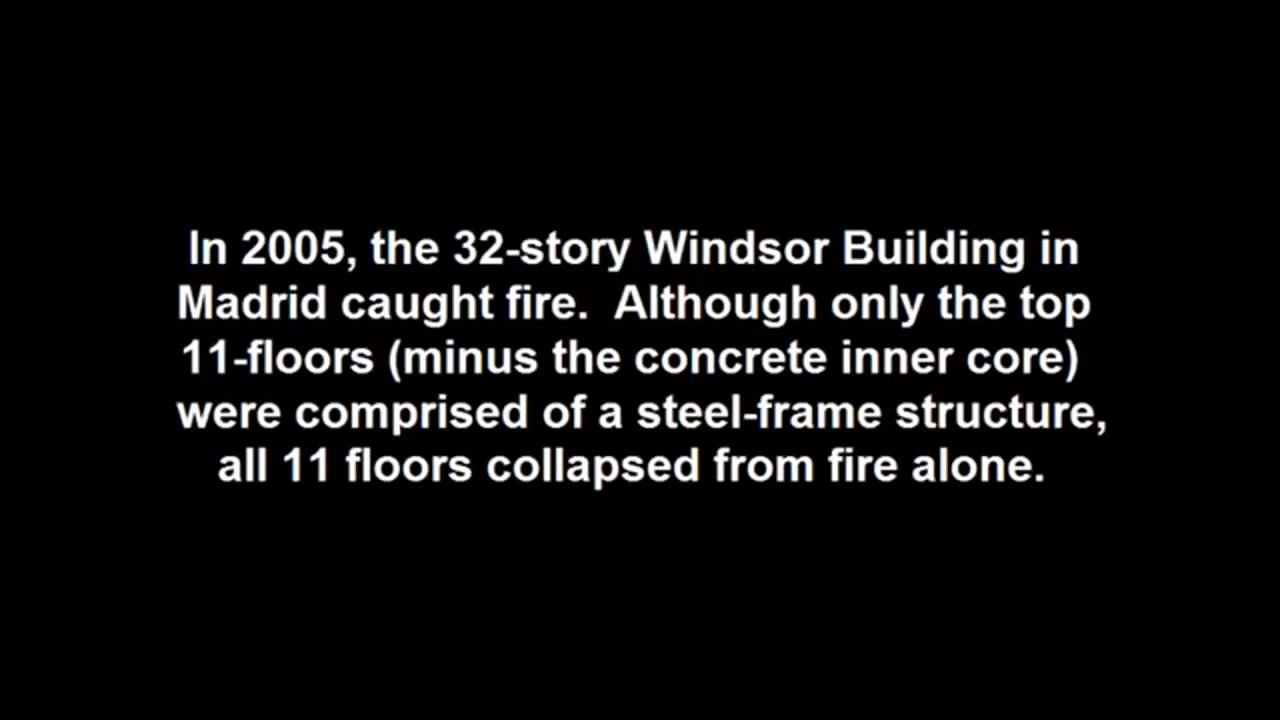 In 2005, the 32-story Windsor Building in
Madrid caught fire.  Although only the top
11-floors (minus the concrete inner core)
were comprised of a steel-frame structure,
all 11 floors collapsed from fire alone.